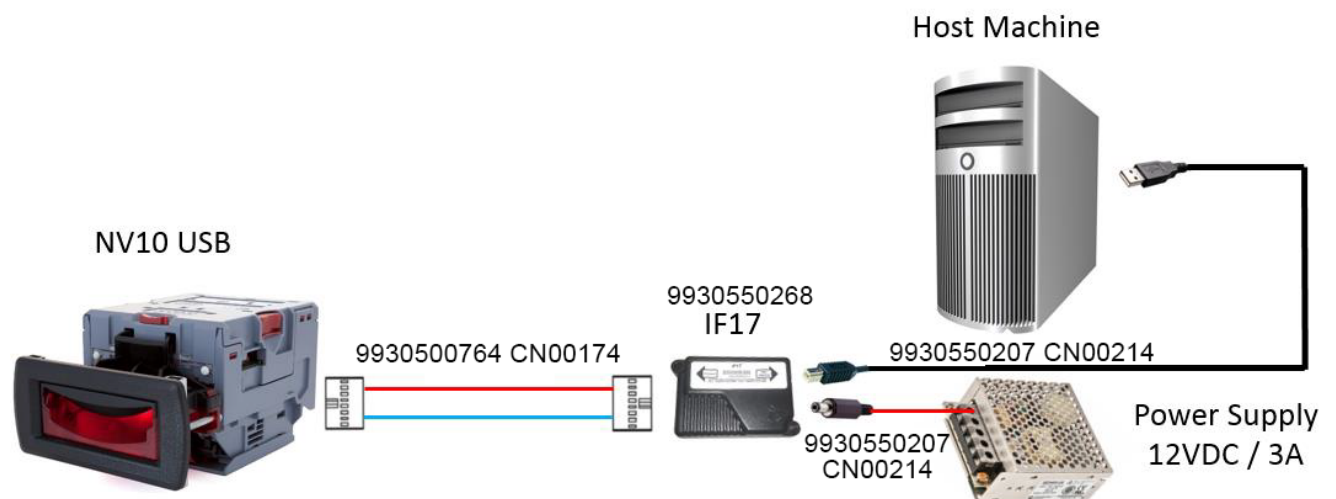 Host Machine
NV10 USB
9930550268
IF17
9930500764 CN00174
9930550207 CN00214
9930550207
CN00214
Power Supply
12VDC / 3A